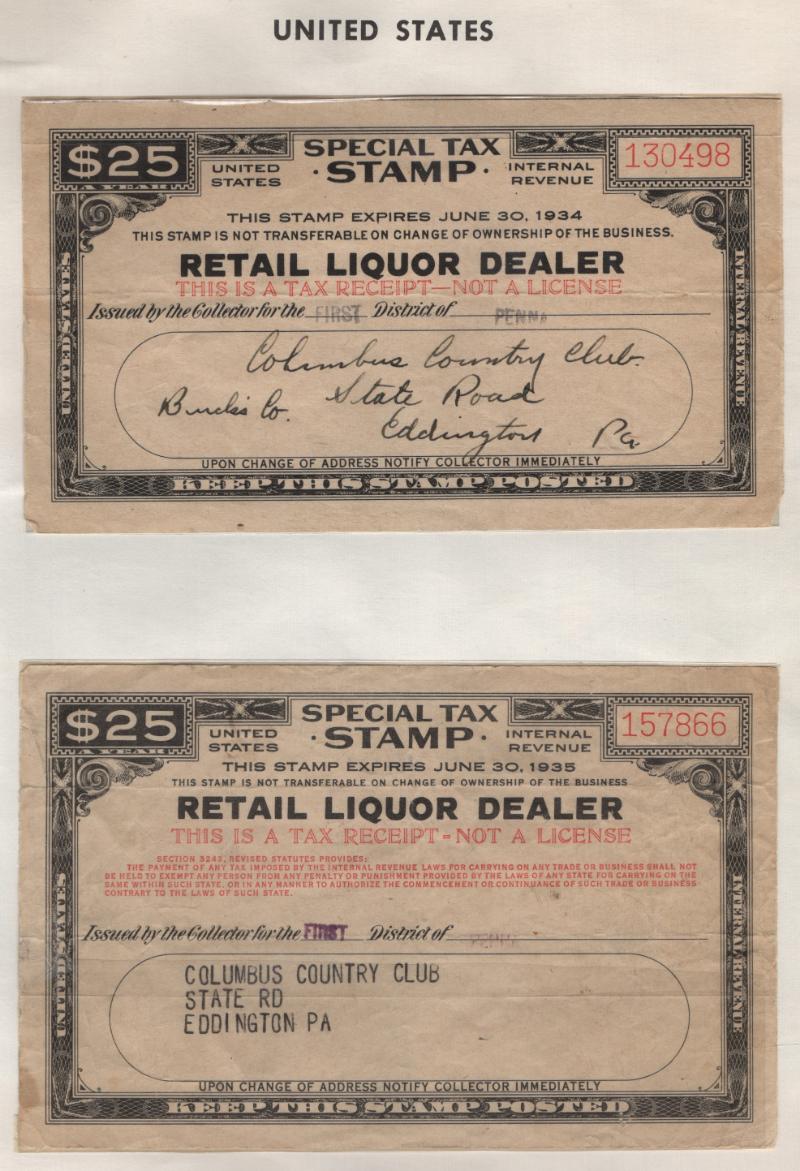 UNITED STATES
$25
A YEAR
UNITED STATES
SPECIAL TAX
· STAMP ·
INTERNAL REVENUE
130498
THIS STAMP EXPIRES JUNE 30, 1934
THIS STAMP IS NOT TRANSFERABLE ON CHANGE OF OWNERSHIP OF THE BUSINESS.
RETAIL LIQUOR DEALER
THIS IS A TAX RECEIPT—NOT A LICENSE
Issued by the Collector for the FIRST District of PENNA
Columbus Country Club.
Bucks Co. State Road
Eddington Pa
UPON CHANGE OF ADDRESS NOTIFY COLLECTOR IMMEDIATELY
KEEP THIS STAMP POSTED
UNITED STATES
INTERNAL REVENUE
$25
A YEAR
UNITED STATES
SPECIAL TAX
· STAMP ·
INTERNAL REVENUE
157866
THIS STAMP EXPIRES JUNE 30, 1935
THIS STAMP IS NOT TRANSFERABLE ON CHANGE OF OWNERSHIP OF THE BUSINESS
RETAIL LIQUOR DEALER
THIS IS A TAX RECEIPT-NOT A LICENSE
SECTION 3243, REVISED STATUTES PROVIDES:
THE PAYMENT OF ANY TAX IMPOSED BY THE INTERNAL REVENUE LAWS FOR CARRYING ON ANY TRADE OR BUSINESS SHALL NOT
BE HELD TO EXEMPT ANY PERSON FROM ANY PENALTY OR PUNISHMENT PROVIDED BY THE LAWS OF ANY STATE FOR CARRYING ON THE
SAME WITHIN SUCH STATE, OR IN ANY MANNER TO AUTHORIZE THE COMMENCEMENT OR CONTINUANCE OF SUCH TRADE OR BUSINESS
CONTRARY TO THE LAWS OF SUCH STATE.
Issued by the Collector for the FIRST District of PENNA
COLUMBUS COUNTRY CLUB
STATE RD
EDDINGTON PA
UPON CHANGE OF ADDRESS NOTIFY COLLECTOR IMMEDIATELY
KEEP THIS STAMP POSTED
UNITED STATES
INTERNAL REVENUE